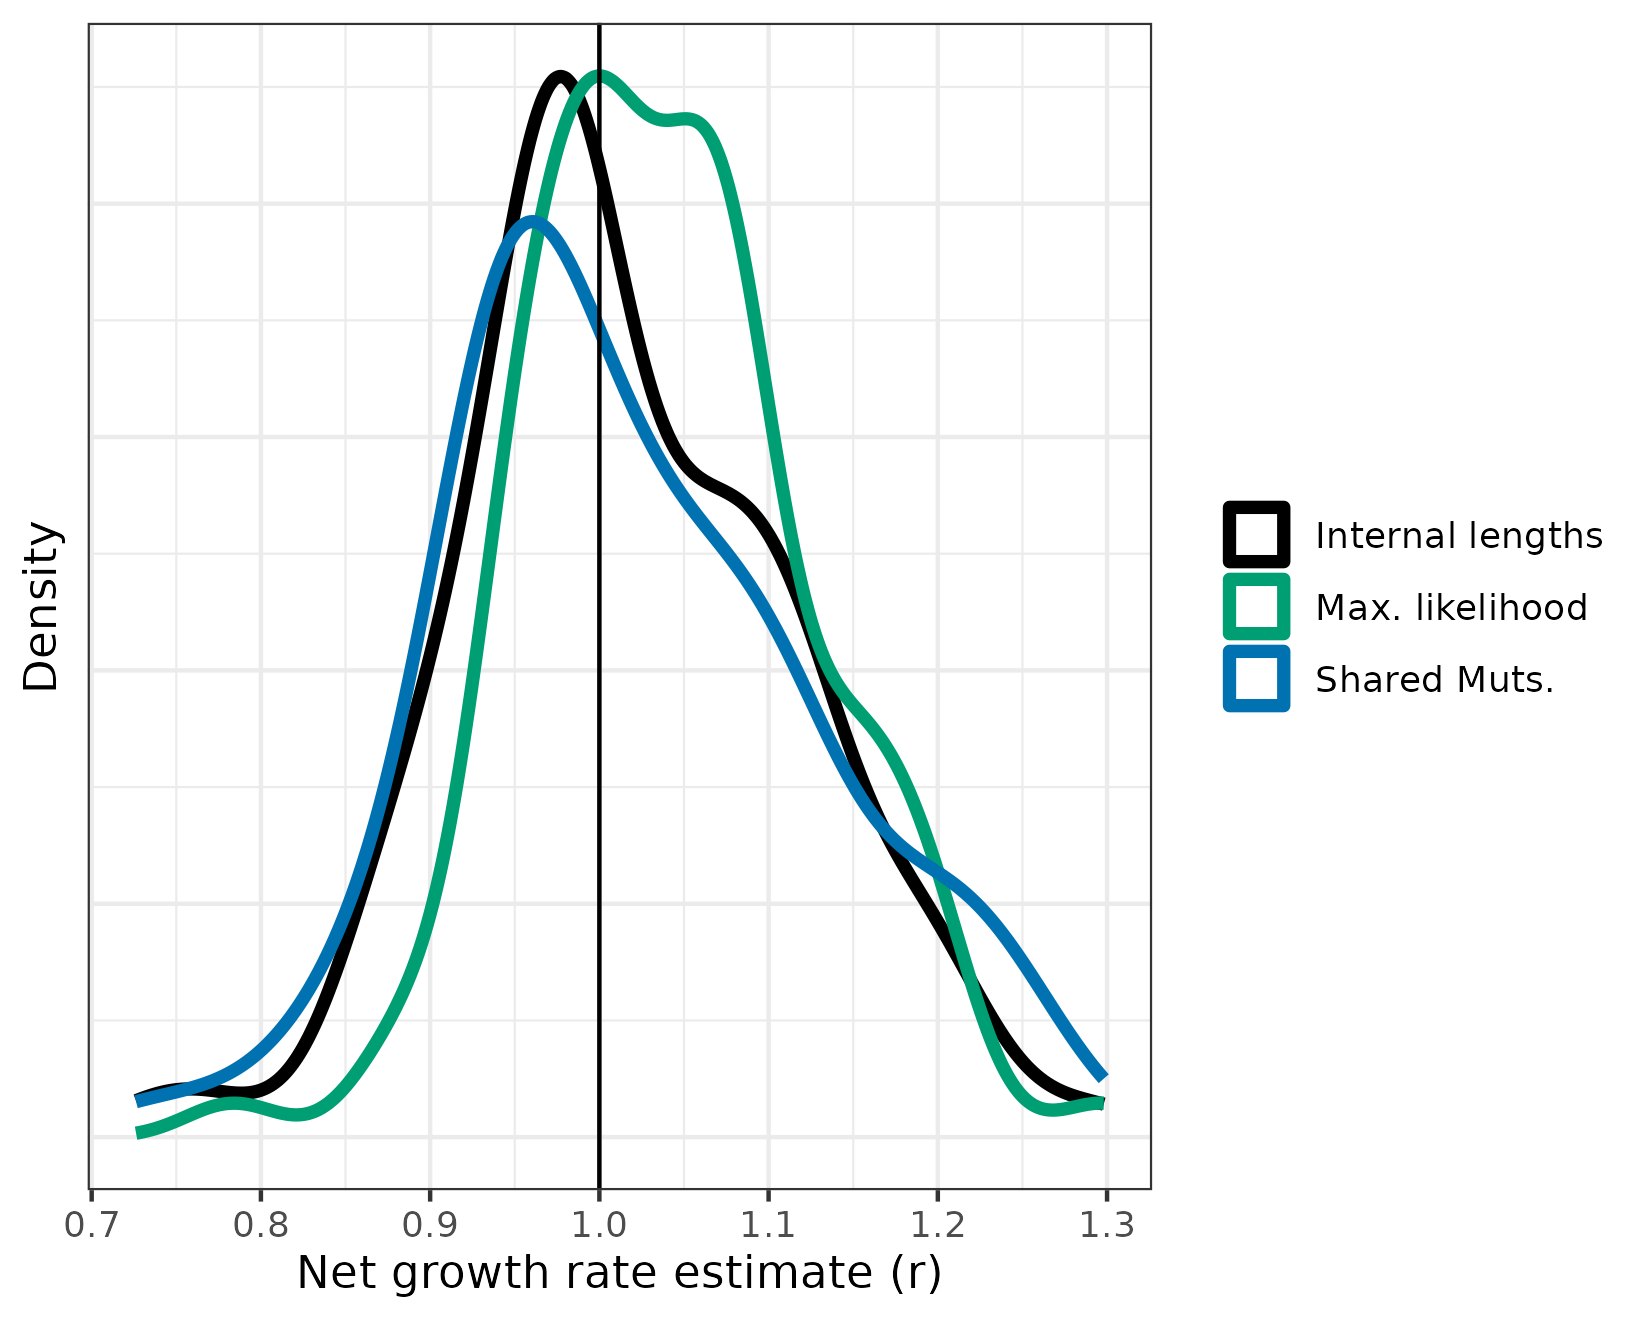 Density
0.7 0.8 0.9 1.0 1.1 1.2 1.3
Net growth rate estimate (r)
Internal lengths
Max. likelihood
Shared Muts.